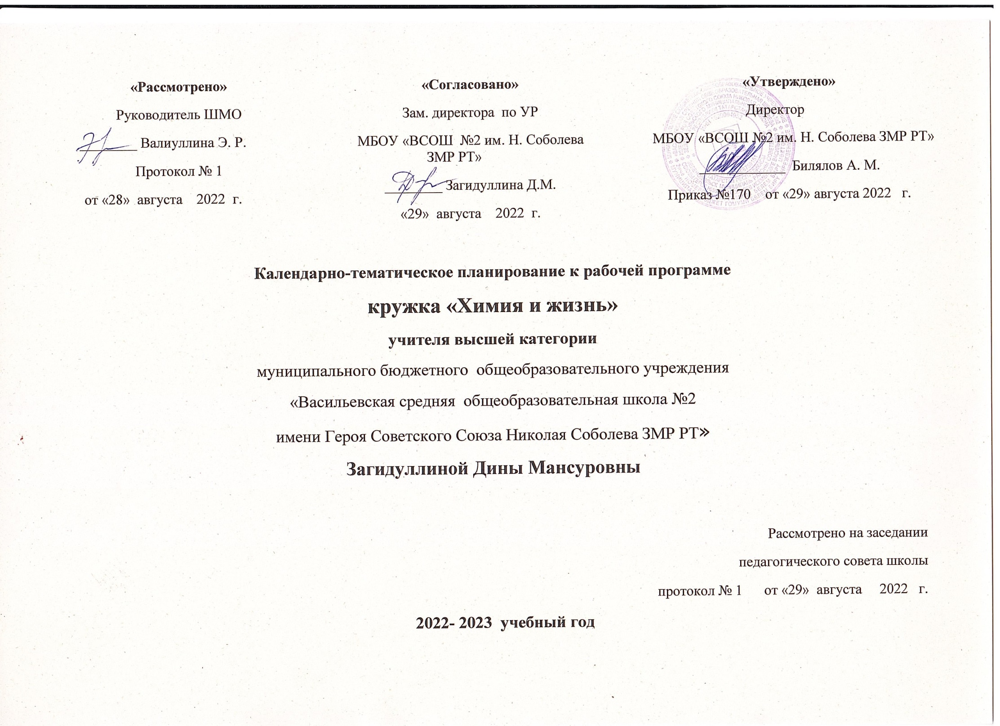 «Рассмотрено»
Руководитель ШМО
________ Валиуллина Э. Р.
Протокол № 1
от «28» августа 2022 г.
«Согласовано»
Зам. директора по УР
МБОУ «ВСОШ №2 им. Н. Соболева
ЗМР РТ»
________Загидуллина Д.М.
«29» августа 2022 г.
«Утверждено»
Директор
МБОУ «ВСОШ №2 им. Н. Соболева ЗМР РТ»
____________ Билялов А. М.
Приказ №170 от «29» августа 2022 г.
Календарно-тематическое планирование к рабочей программе
кружка «Химия и жизнь»
учителя высшей категории
муниципального бюджетного общеобразовательного учреждения
«Васильевская средняя общеобразовательная школа №2
имени Героя Советского Союза Николая Соболева ЗМР РТ»
Загидуллиной Дины Мансуровны
Рассмотрено на заседании
педагогического совета школы
протокол № 1 от «29» августа 2022 г.
2022- 2023 учебный год